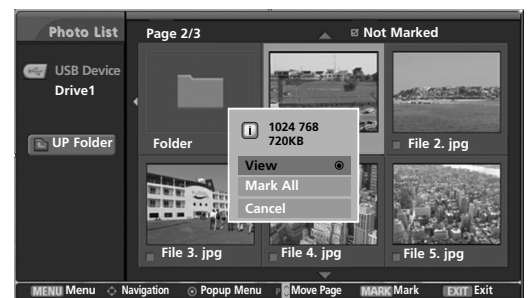 Photo List
Page 2/3
Not Marked
USB Device
Drive1
UP Folder
Folder
1024 768
720KB
View
Mark All
Cancel
File 2. jpg
File 3. jpg
File 4. jpg
File 5. jpg
MENU Menu Navigation Popup Menu P Move Page MARK Mark EXIT Exit